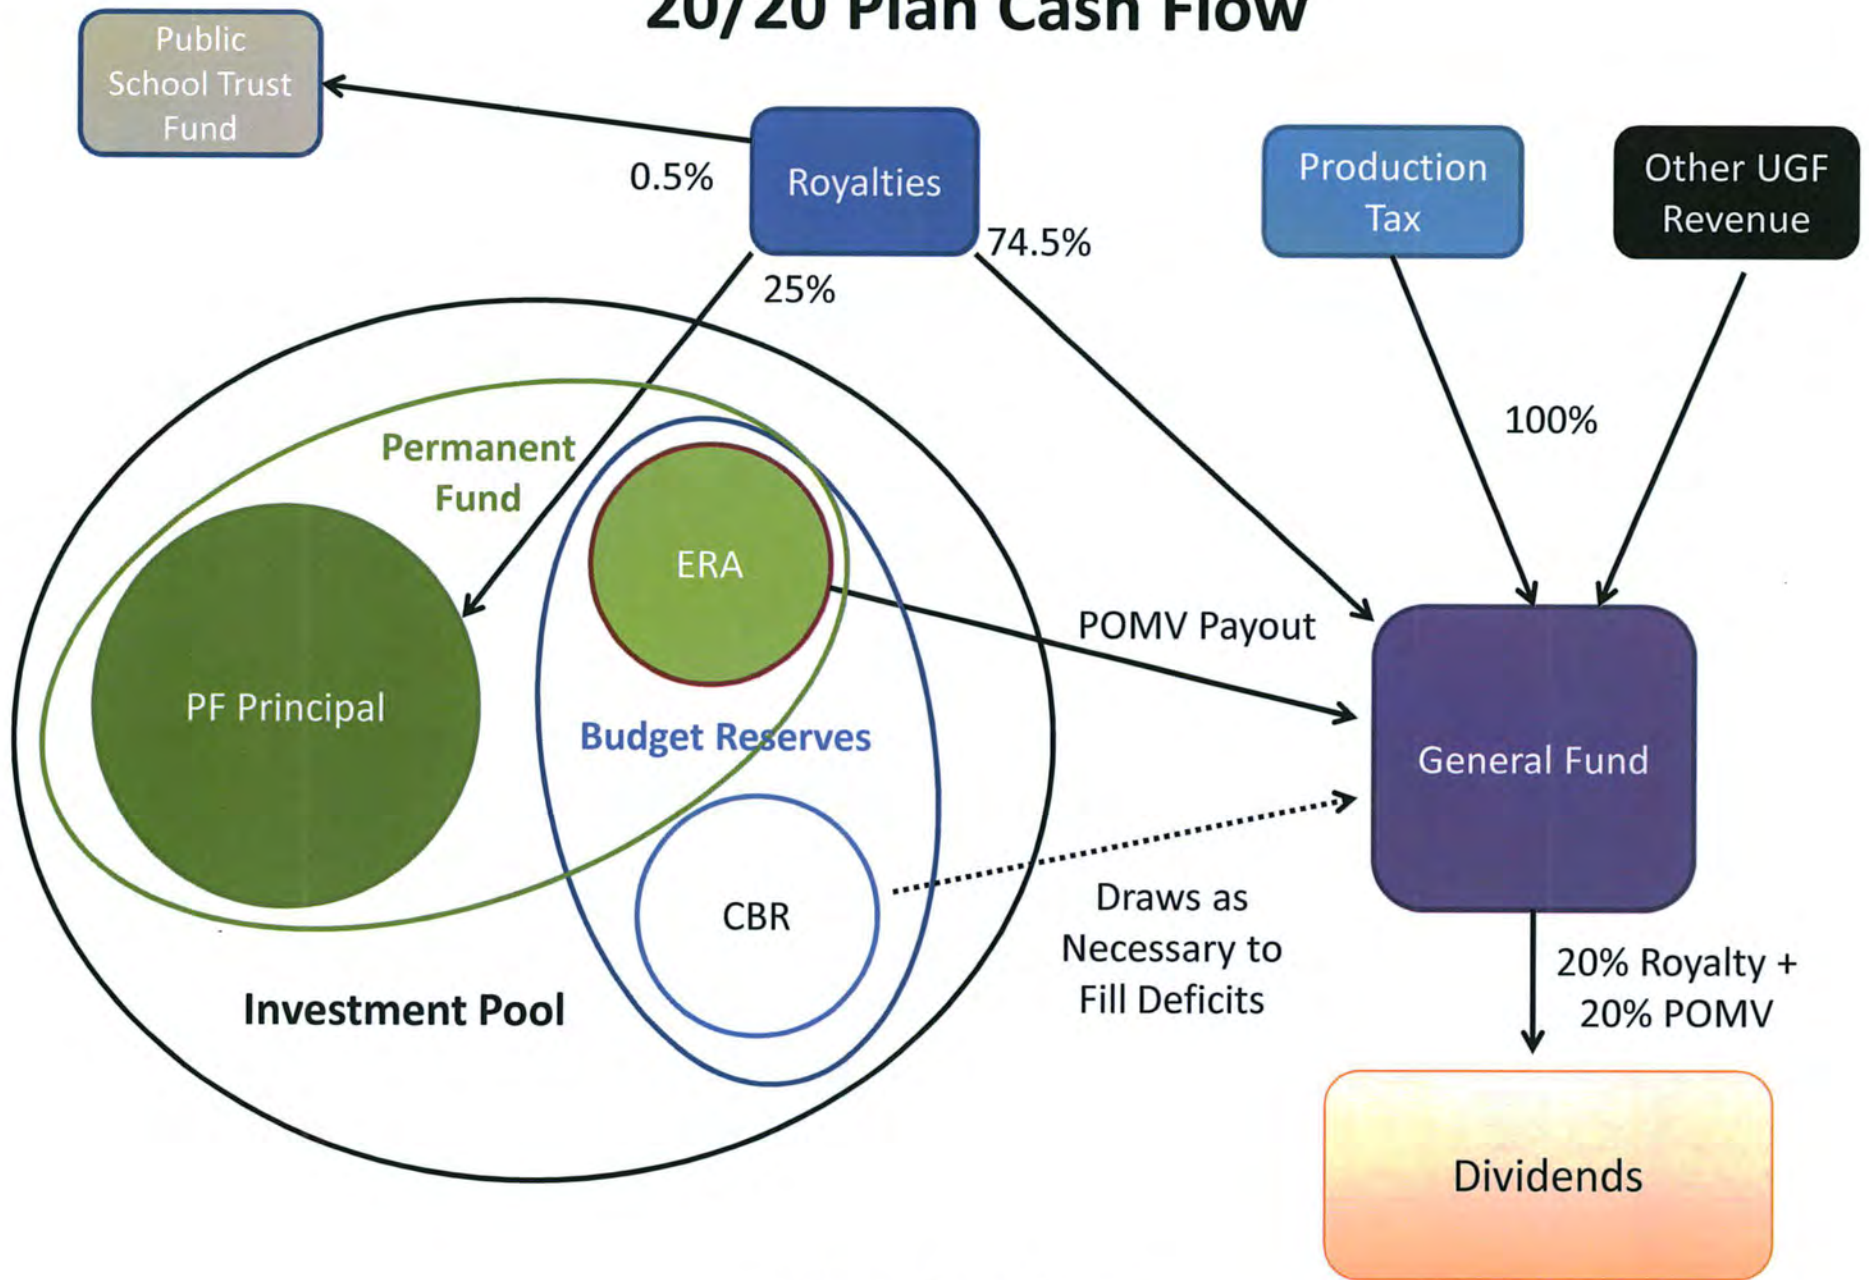 20/20 Plan Cash Flow
Public
School Trust
Fund
0.5%
Royalties
74.5%
25%
Production
Tax
Other UGF
Revenue
100%
Permanent
Fund
ERA
PF Principal
Budget Reserves
CBR
Investment Pool
POMV Payout
General Fund
Draws as
Necessary to
Fill Deficits
20% Royalty +
20% POMV
Dividends